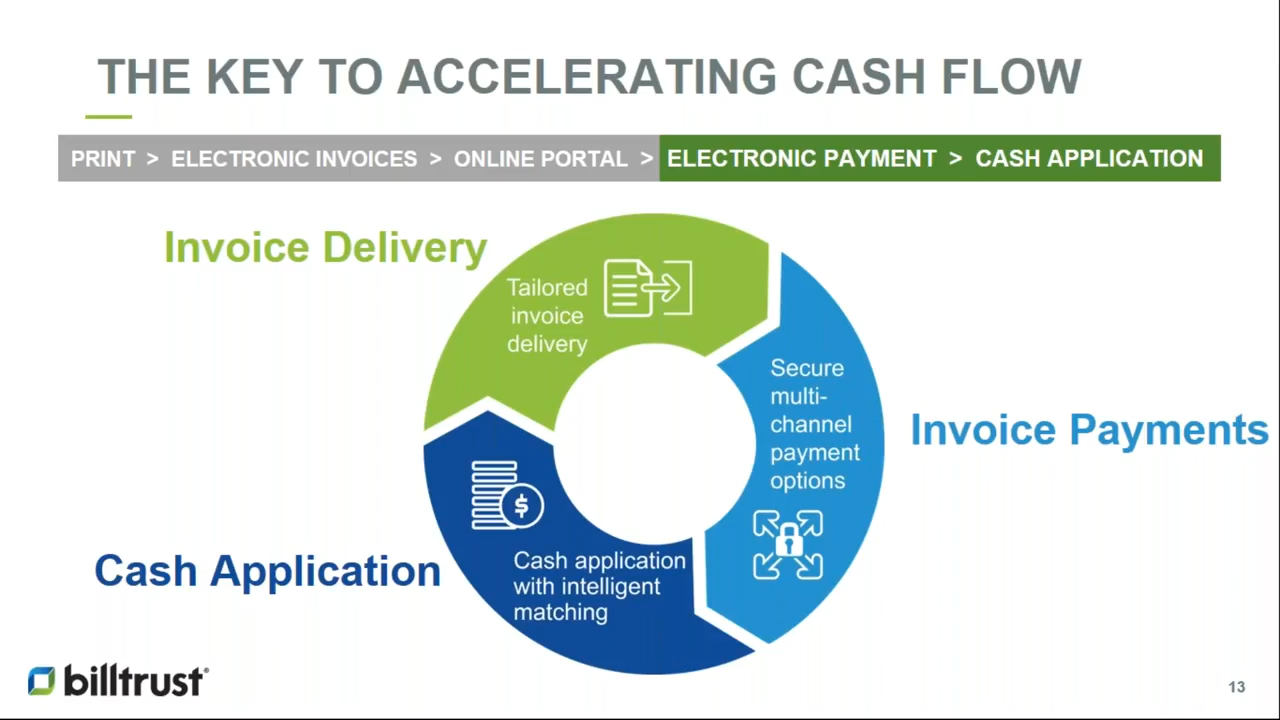 THE KEY TO ACCELERATING CASH FLOW
PRINT > ELECTRONIC INVOICES > ONLINE PORTAL > ELECTRONIC PAYMENT > CASH APPLICATION
Invoice Delivery
Tailored
invoice
delivery
Secure
multi-
channel
payment
options
Invoice Payments
$
Cash application
with intelligent
matching
Cash Application
billtrust®
13